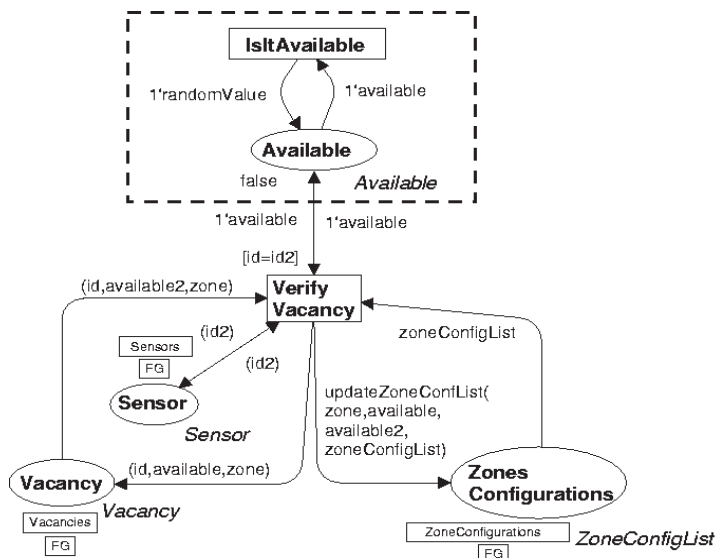 IsItAvailable
1‘randomValue
1‘available
Available
false
Available
1‘available
1‘available
[id=id2]
(id,available2,zone)
Verify
Vacancy
(id2)
zoneConfigList
Sensors
FG
(id2)
Sensor
Sensor
updateZoneConfList(
zone,available,
available2,
zoneConfigList)
(id,available,zone)
Vacancy
Vacancy
Zones
Configurations
Vacancies
FG
ZoneConfigurations
ZoneConfigList
FG